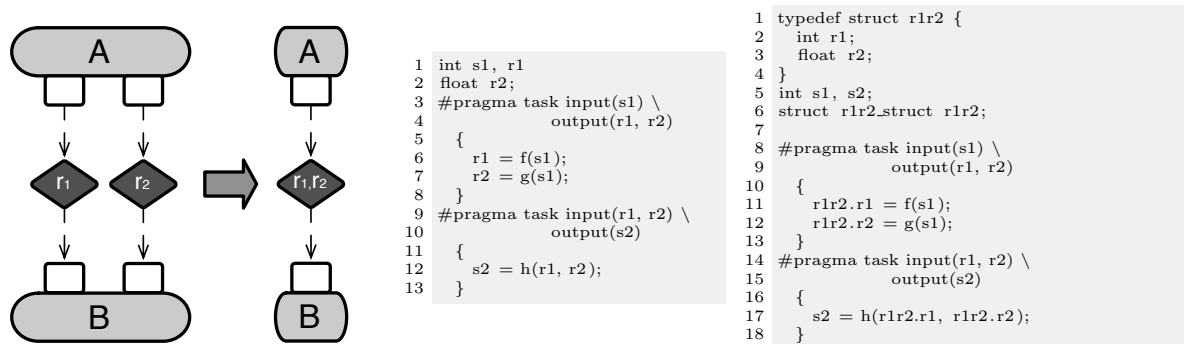 A
A
r1
r2
r1,r2
B
B
1 int s1, r1
2 float r2;
3 #pragma task input(s1) \
4 output(r1, r2)
5 {
6 r1 = f(s1);
7 r2 = g(s1);
8 }
9 #pragma task input(r1, r2) \
10 output(s2)
11 {
12 s2 = h(r1, r2);
13 }
1 typedef struct r1r2 {
2 int r1;
3 float r2;
4 }
5 int s1, s2;
6 struct r1r2_struct r1r2;
7
8 #pragma task input(s1) \
9 output(r1, r2)
10 {
11 r1r2.r1 = f(s1);
12 r1r2.r2 = g(s1);
13 }
14 #pragma task input(r1, r2) \
15 output(s2)
16 {
17 s2 = h(r1r2.r1, r1r2.r2);
18 }